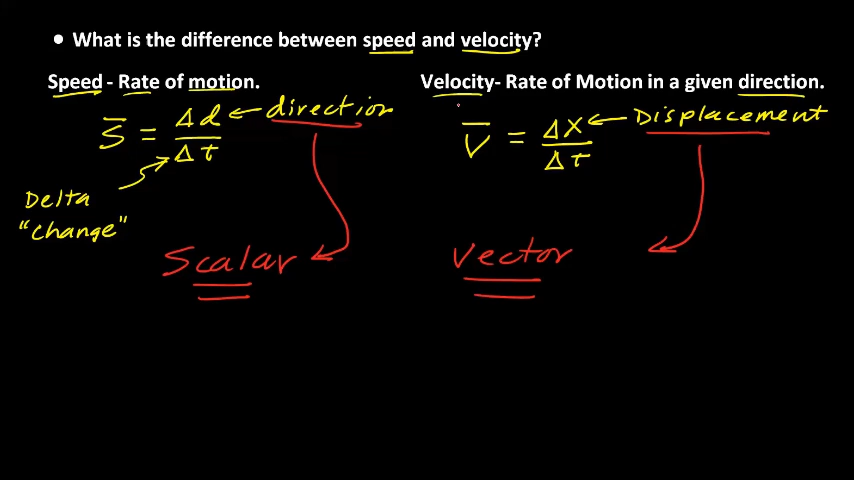 • What is the difference between speed and velocity?
Speed - Rate of motion.
S̅ = Δd / Δt ← direction
Delta
"change"
Scalar
Velocity- Rate of Motion in a given direction.
V̅ = Δx / Δt ← Displacement
Vector